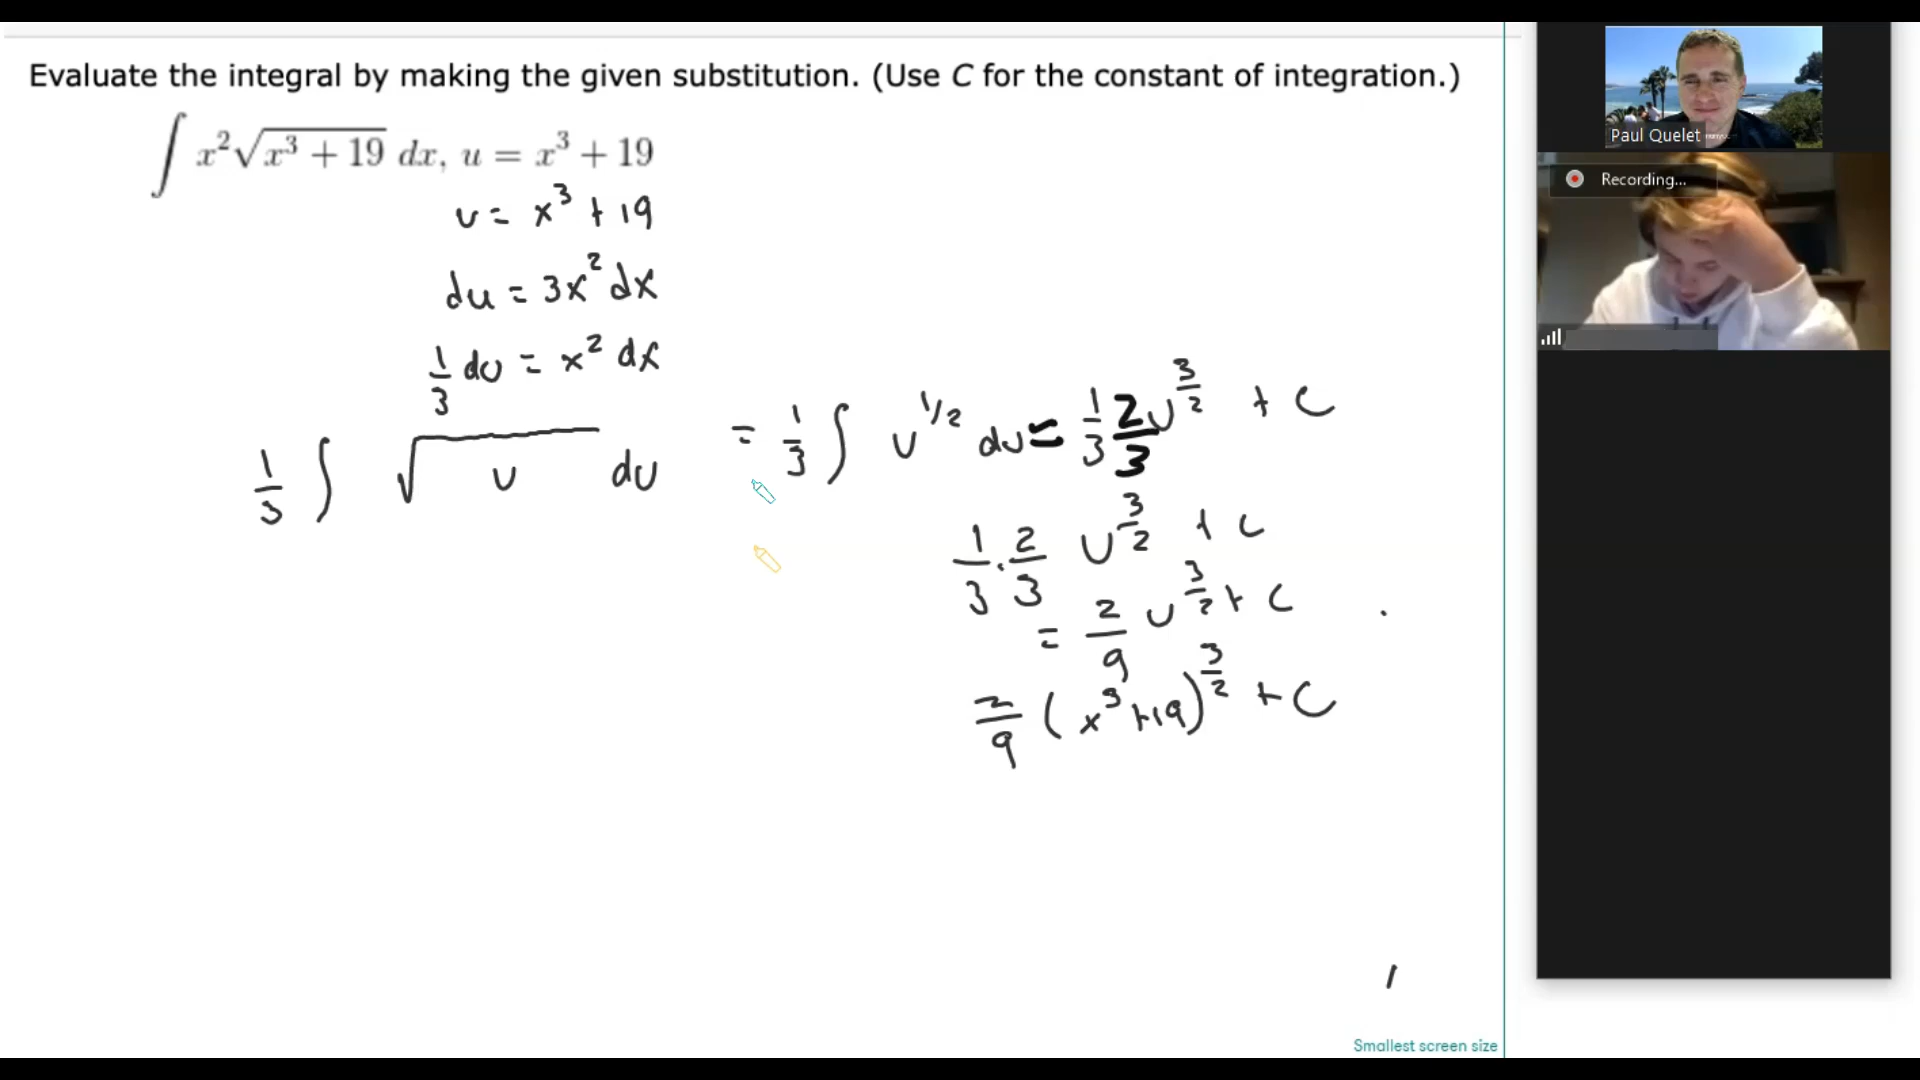 Evaluate the integral by making the given substitution. (Use C for the constant of integration.)
∫ x²√(x³ + 19) dx, u = x³ + 19
u = x³ + 19
du = 3x² dx
1/3 du = x² dx
1/3 ∫ √u du = 1/3 ∫ u^1/2 du = 1/3 2/3 u^3/2 + C
1/3 · 2/3 u^3/2 + C
= 2/9 u^3/2 + C
2/9 (x³ + 19)^3/2 + C
Smallest screen size
Paul Quelet
Recording...